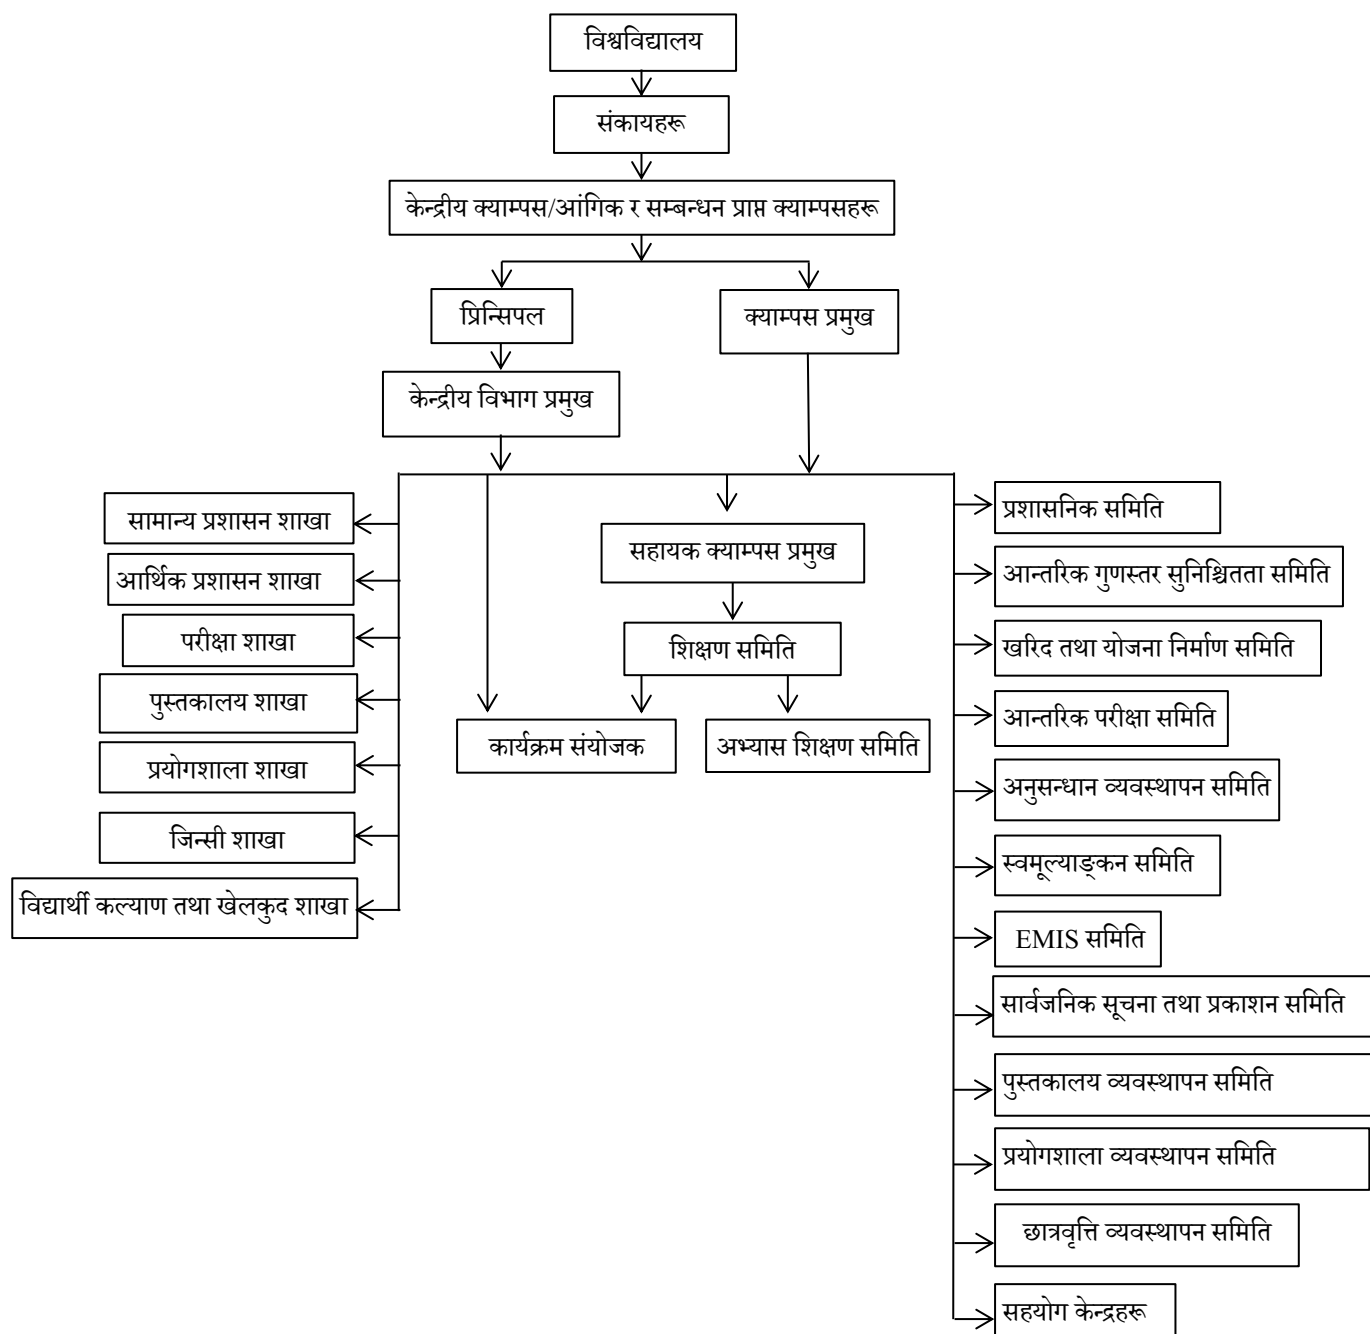 विश्वविद्यालय
संकायहरू
केन्द्रीय क्याम्पस/आंगिक र सम्बन्धन प्राप्त क्याम्पसहरू
प्रिन्सिपल
क्याम्पस प्रमुख
केन्द्रीय विभाग प्रमुख
सामान्य प्रशासन शाखा
आर्थिक प्रशासन शाखा
परीक्षा शाखा
पुस्तकालय शाखा
प्रयोगशाला शाखा
जिन्सी शाखा
विद्यार्थी कल्याण तथा खेलकुद शाखा
सहायक क्याम्पस प्रमुख
शिक्षण समिति
कार्यक्रम संयोजक
अभ्यास शिक्षण समिति
प्रशासनिक समिति
आन्तरिक गुणस्तर सुनिश्चितता समिति
खरिद तथा योजना निर्माण समिति
आन्तरिक परीक्षा समिति
अनुसन्धान व्यवस्थापन समिति
स्वमूल्याङ्कन समिति
EMIS समिति
सार्वजनिक सूचना तथा प्रकाशन समिति
पुस्तकालय व्यवस्थापन समिति
प्रयोगशाला व्यवस्थापन समिति
छात्रवृत्ति व्यवस्थापन समिति
सहयोग केन्द्रहरू